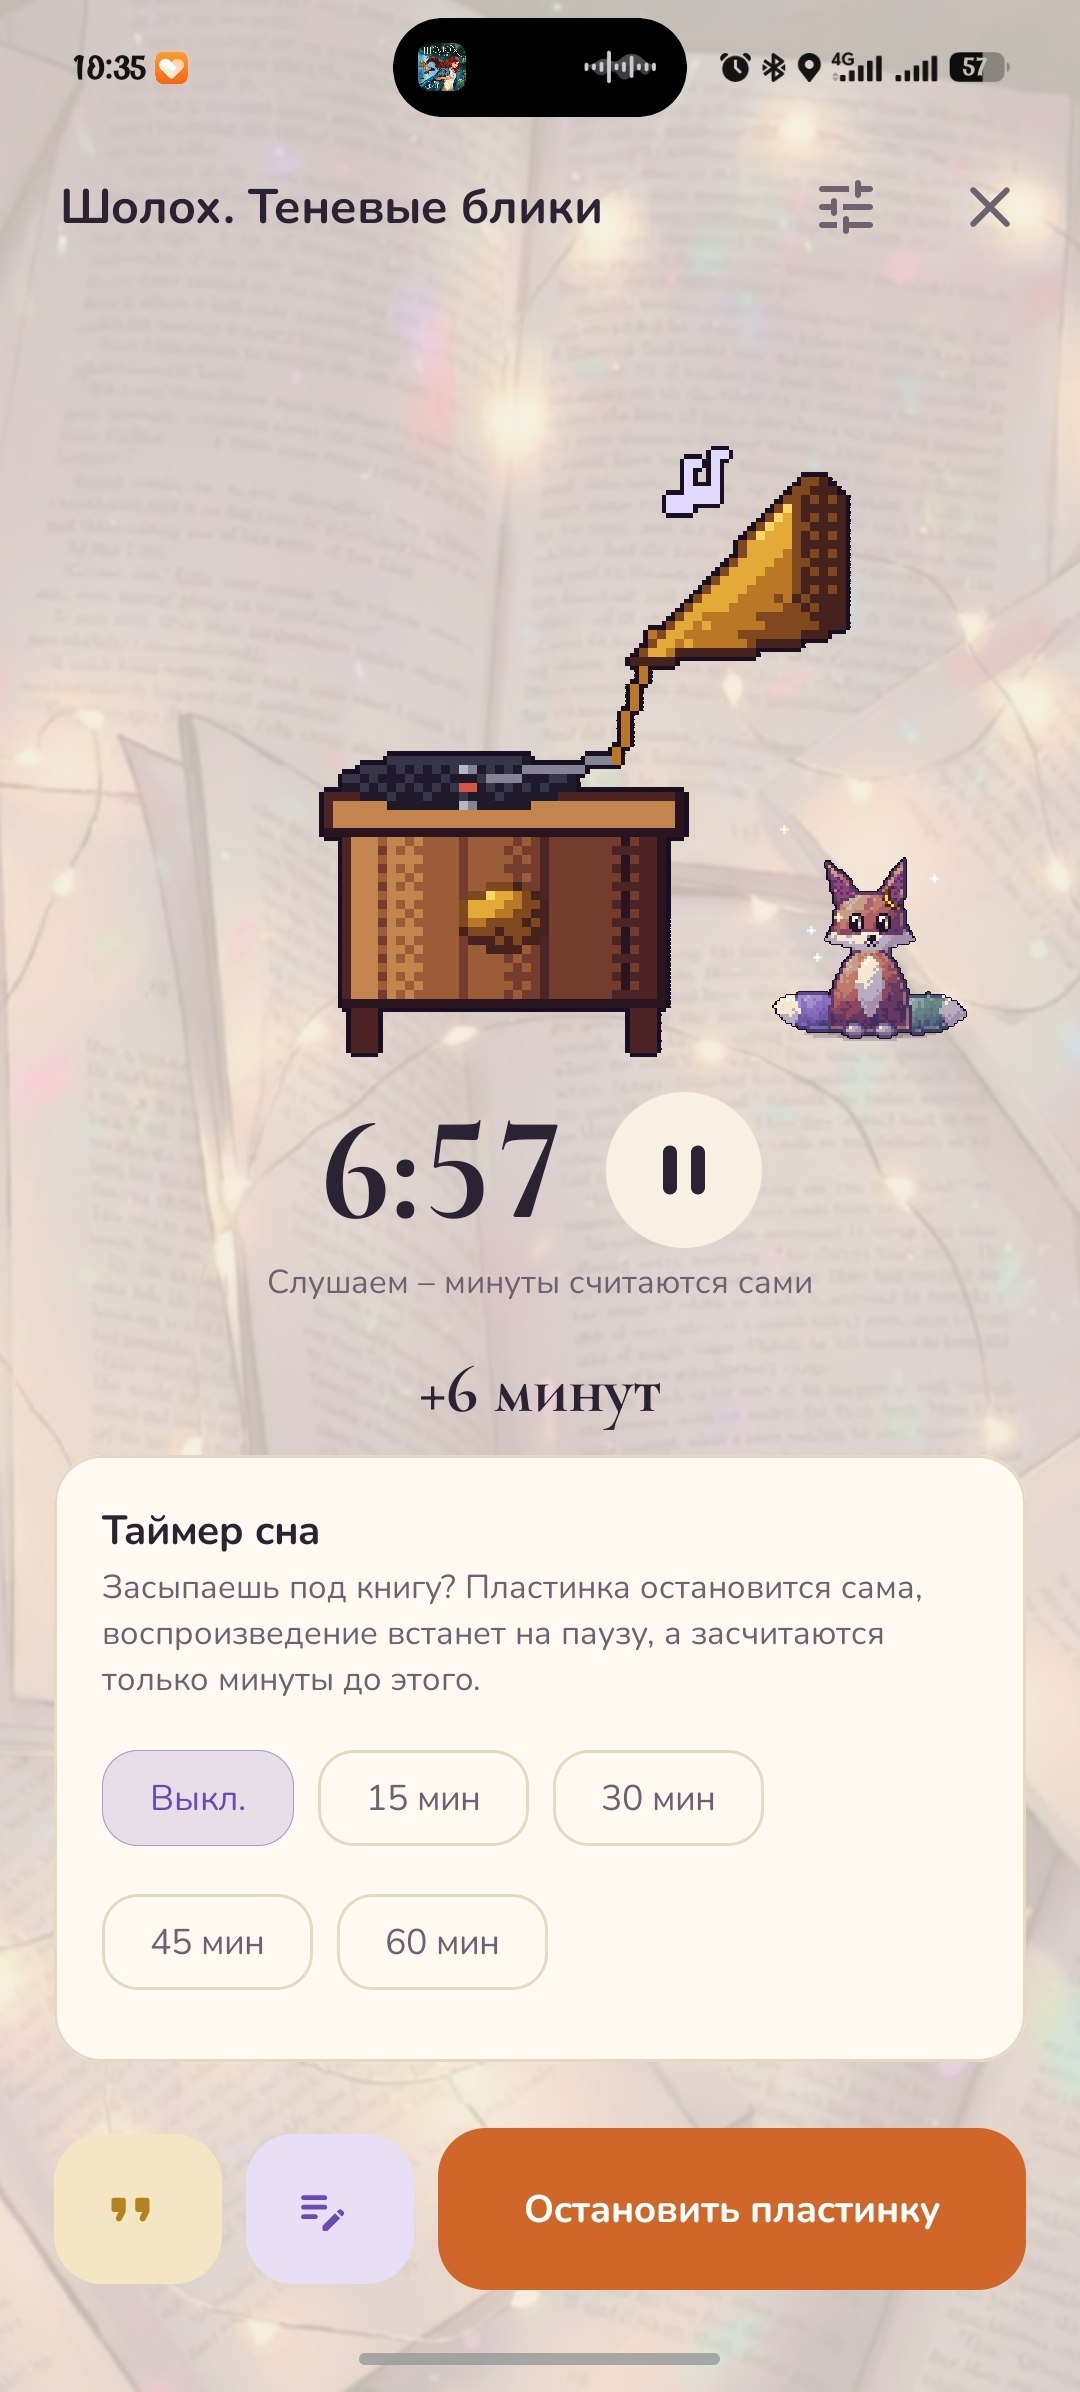 10:35
4G
57
Шолох. Теневые блики
6:57
Слушаем – минуты считаются сами
+6 минут
Таймер сна
Засыпаешь под книгу? Пластинка остановится сама,
воспроизведение встанет на паузу, а засчитаются
только минуты до этого.
Выкл.
15 мин
30 мин
45 мин
60 мин
Остановить пластинку